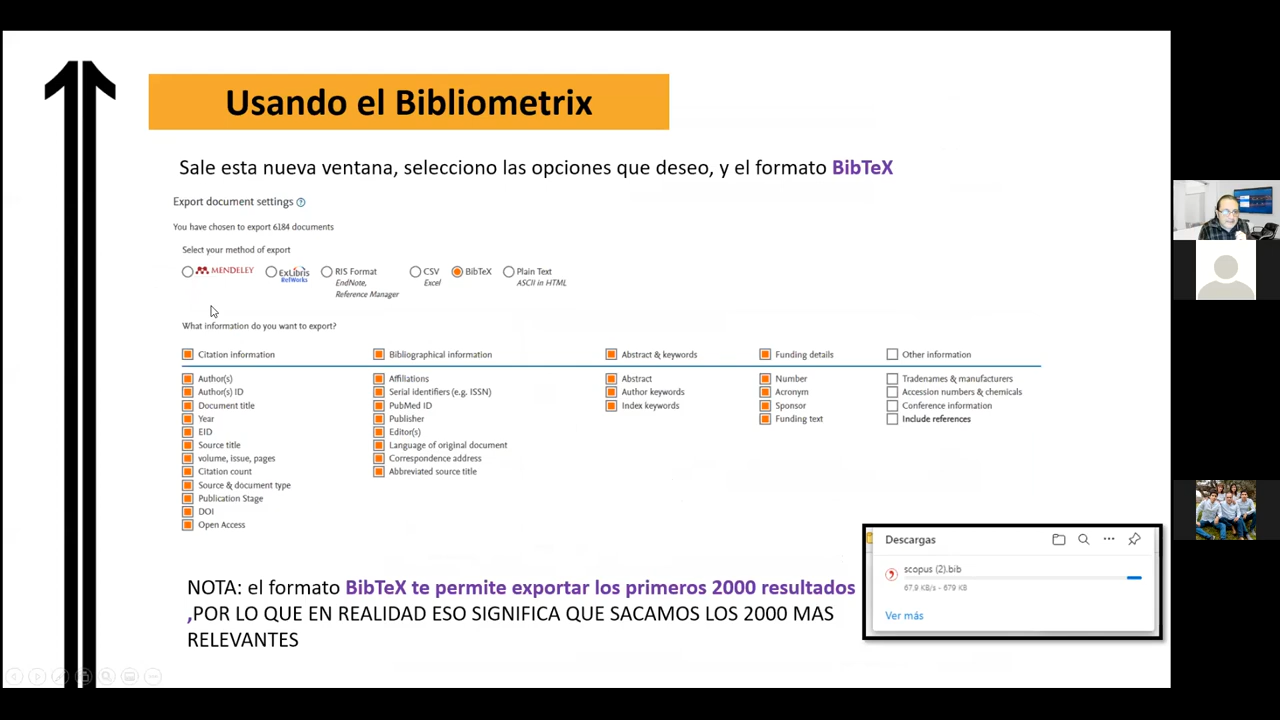 Usando el Bibliometrix
Sale esta nueva ventana, selecciono las opciones que deseo, y el formato BibTeX
Export document settings ?
You have chosen to export 6184 documents
Select your method of export
MENDELEY
ExLibris
RefWorks
RIS Format
EndNote,
Reference Manager
CSV
Excel
BibTeX
Plain Text
ASCII in HTML
What information do you want to export?
Citation information
Author(s)
Author(s) ID
Document title
Year
EID
Source title
volume, issue, pages
Citation count
Source & document type
Publication Stage
DOI
Open Access
Bibliographical information
Affiliations
Serial identifiers (e.g. ISSN)
PubMed ID
Publisher
Editor(s)
Language of original document
Correspondence address
Abbreviated source title
Abstract & keywords
Abstract
Author keywords
Index keywords
Funding details
Number
Acronym
Sponsor
Funding text
Other information
Tradenames & manufacturers
Accession numbers & chemicals
Conference information
Include references
NOTA: el formato BibTeX te permite exportar los primeros 2000 resultados
,POR LO QUE EN REALIDAD ESO SIGNIFICA QUE SACAMOS LOS 2000 MAS
RELEVANTES
Descargas
scopus (2).bib
67.9 KB/s - 679 KB
Ver más